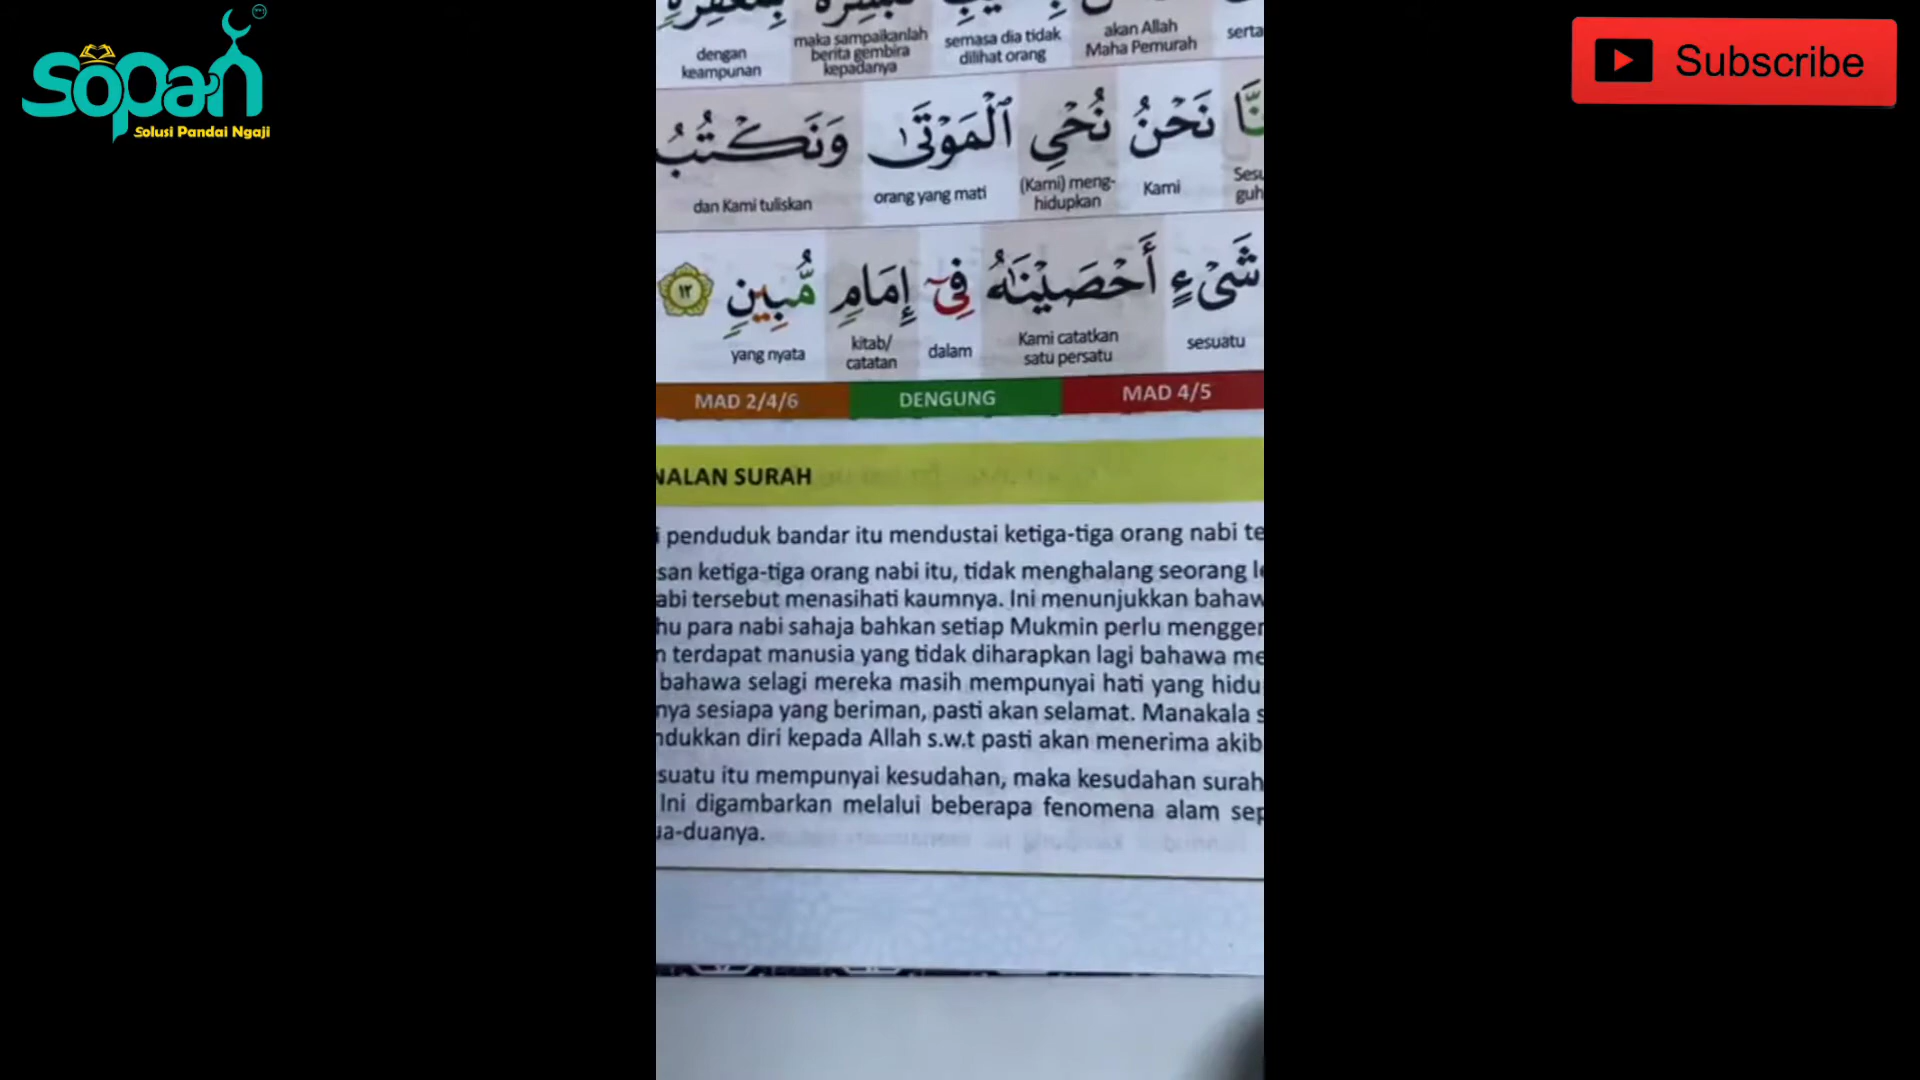 sopan
Solusi Pandai Ngaji
Subscribe
dengan keampunan
maka sampaikanlah berita gembira kepadanya
semasa dia tidak dilihat orang
akan Allah Maha Pemurah
serta
نَحۡنُ نُحۡيِ ٱلۡمَوۡتَىٰ وَنَكۡتُبُ
Kami
(Kami) meng-hidupkan
orang yang mati
dan Kami tuliskan
شَيۡءٍ أَحۡصَيۡنَٰهُ فِيٓ إِمَامٖ مُّبِينٖ ١٢
sesuatu
Kami catatkan satu persatu
dalam
kitab/ catatan
yang nyata
MAD 2/4/6 DENGUNG MAD 4/5
NALAN SURAH
i penduduk bandar itu mendustai ketiga-tiga orang nabi te
san ketiga-tiga orang nabi itu, tidak menghalang seorang l
abi tersebut menasihati kaumnya. Ini menunjukkan bahaw
hu para nabi sahaja bahkan setiap Mukmin perlu mengger
n terdapat manusia yang tidak diharapkan lagi bahawa me
bahawa selagi mereka masih mempunyai hati yang hidu
nya sesiapa yang beriman, pasti akan selamat. Manakala s
ndukkan diri kepada Allah s.w.t pasti akan menerima akib
suatu itu mempunyai kesudahan, maka kesudahan surah
Ini digambarkan melalui beberapa fenomena alam sep
ua-duanya.